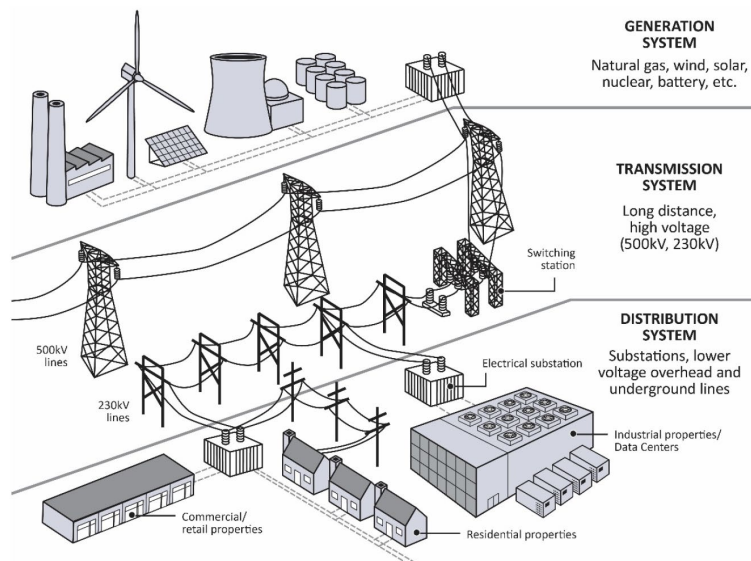 GENERATION
SYSTEM
Natural gas, wind, solar,
nuclear, battery, etc.
TRANSMISSION
SYSTEM
Long distance,
high voltage
(500kV, 230kV)
Switching
station
DISTRIBUTION
SYSTEM
Substations, lower
voltage overhead and
underground lines
500kV
lines
Electrical substation
230kV
lines
Industrial properties/
Data Centers
Commercial/
retail properties
Residential properties